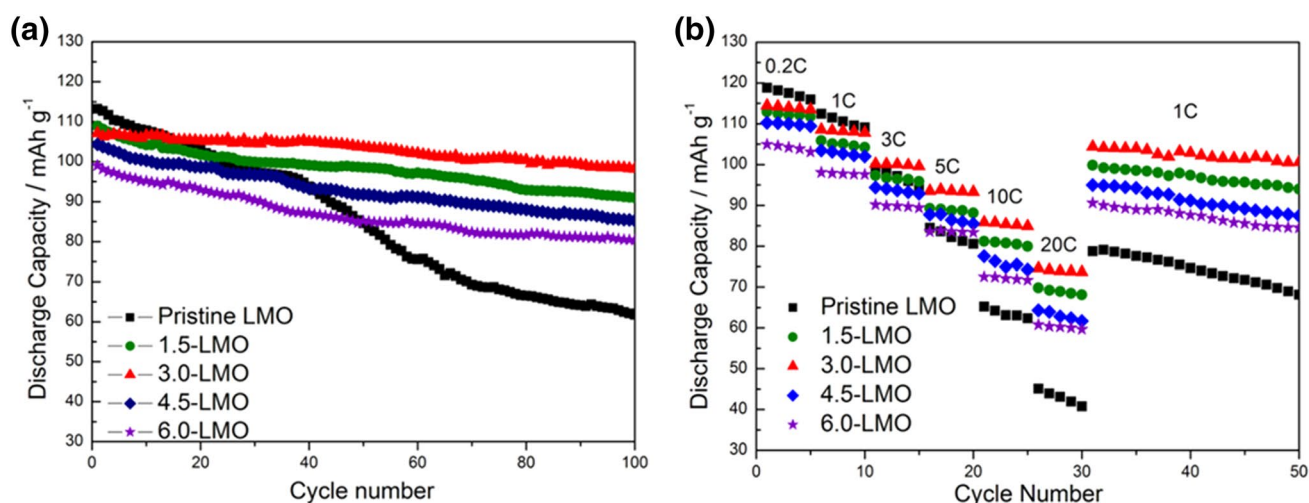 (a)
130
120
110
100
90
80
70
60
50
40
30
Discharge Capacity / mAh g⁻¹
Pristine LMO
1.5-LMO
3.0-LMO
4.5-LMO
6.0-LMO
0 20 40 60 80 100
Cycle number
(b)
130
120
110
100
90
80
70
60
50
40
30
Discharge Capacity / mAh g⁻¹
0.2C
1C
3C
5C
10C
20C
1C
Pristine LMO
1.5-LMO
3.0-LMO
4.5-LMO
6.0-LMO
0 10 20 30 40 50
Cycle Number